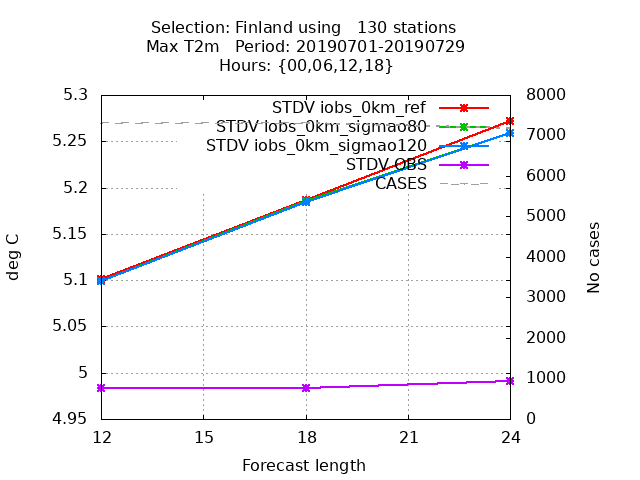 Selection: Finland using   130 stations
Max T2m   Period: 20190701-20190729
Hours: {00,06,12,18}
STDV iobs_0km_ref
STDV iobs_0km_sigmao80
STDV iobs_0km_sigmao120
STDV OBS
CASES
5.3
5.25
5.2
5.15
5.1
5.05
5
4.95
deg C
8000
7000
6000
5000
4000
3000
2000
1000
0
No cases
12 15 18 21 24
Forecast length